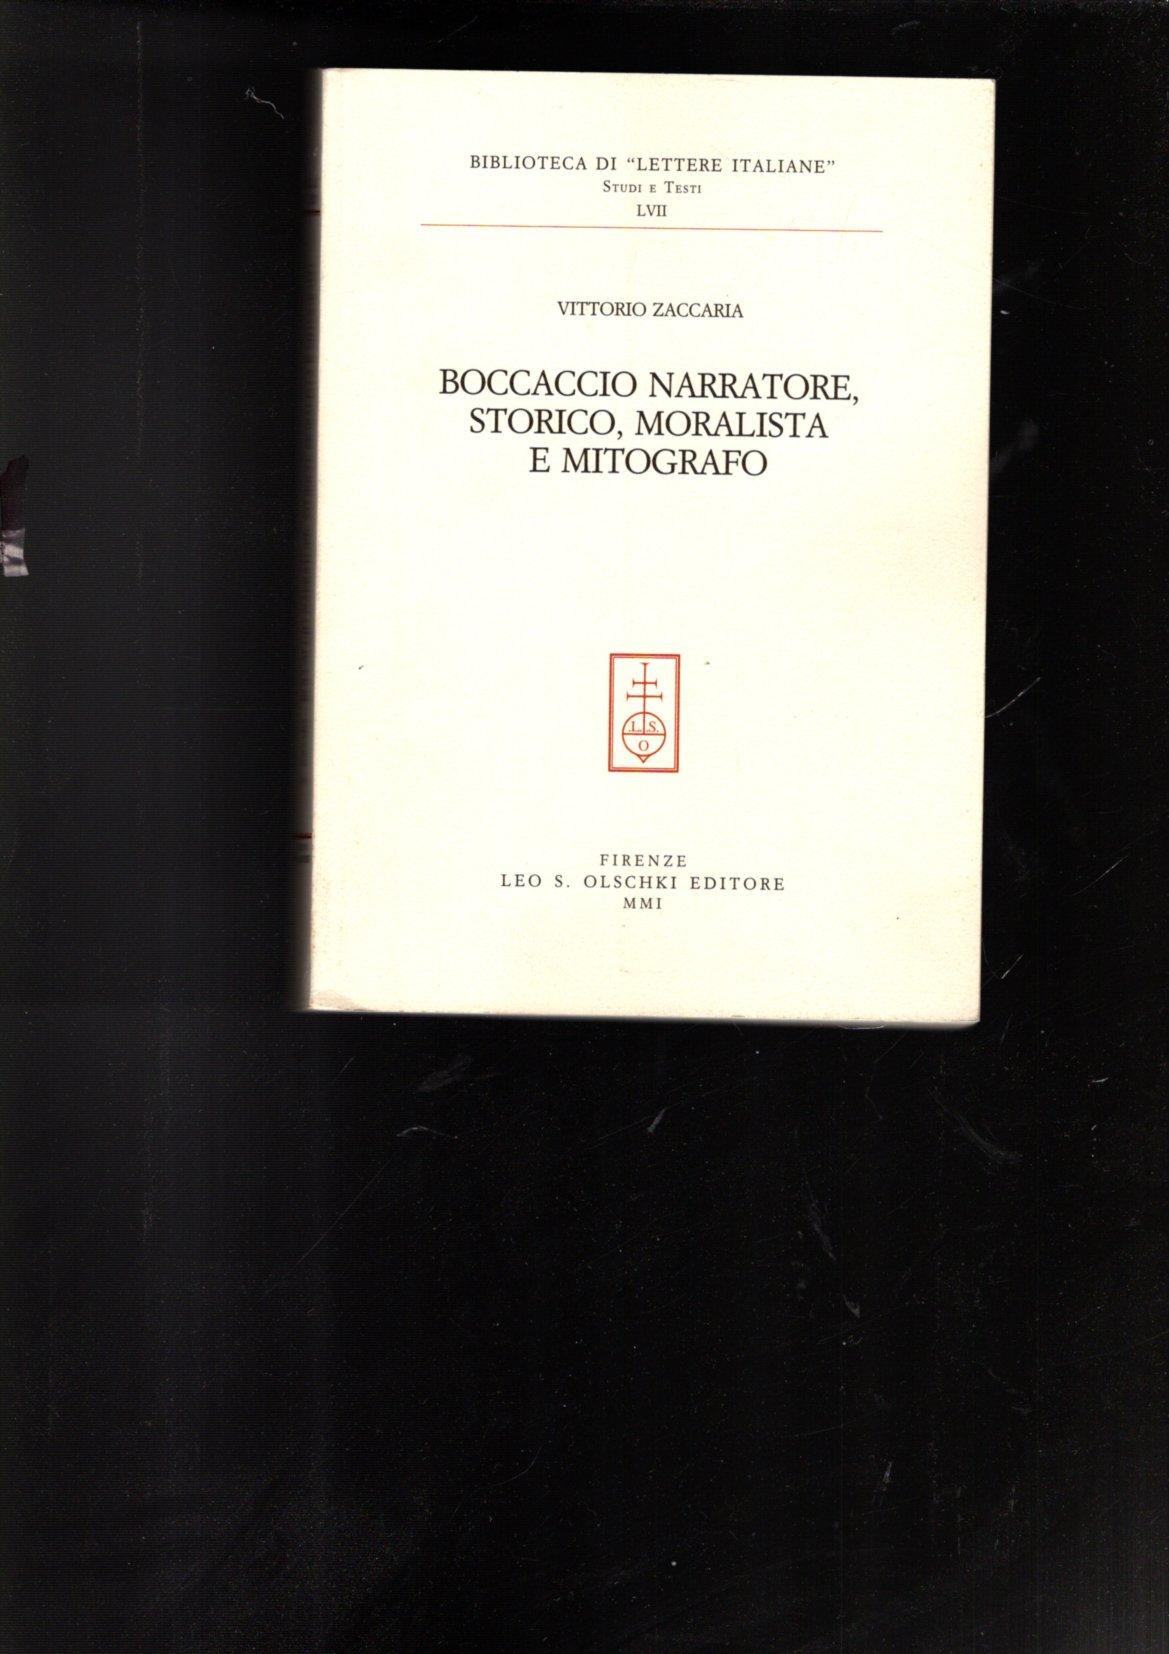 BIBLIOTECA DI “LETTERE ITALIANE”
STUDI E TESTI
LVII
VITTORIO ZACCARIA
BOCCACCIO NARRATORE,
STORICO, MORALISTA
E MITOGRAFO
.L.S.
O
FIRENZE
LEO S. OLSCHKI EDITORE
MMI